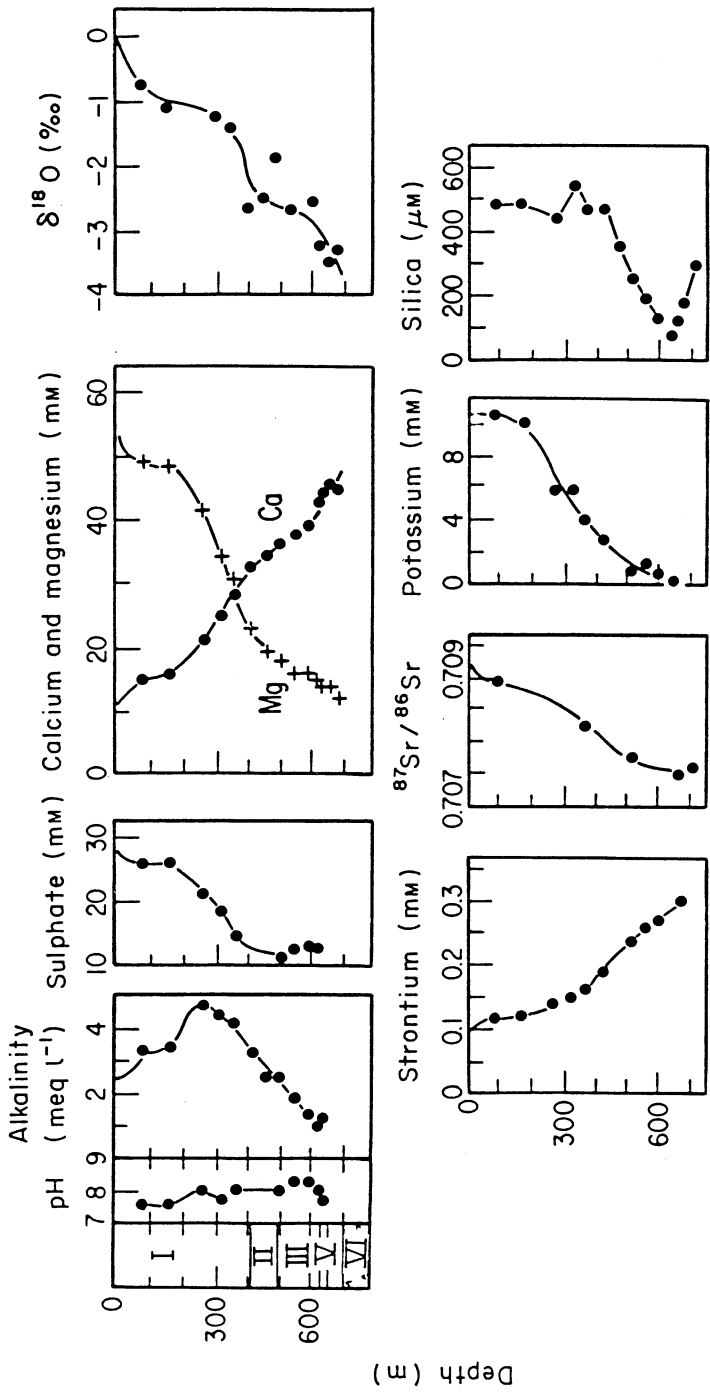 pH
Alkalinity
(meq l⁻¹)
Sulphate (mM)
Calcium and magnesium (mM)
δ¹⁸O (‰)
7 8 9
2 4
10 20 30
0 20 40 60
-4 -3 -2 -1 0
0
300
600
I
II
III
V
VI
Mg
Ca
Depth (m)
Strontium (mM)
⁸⁷Sr/⁸⁶Sr
Potassium (mM)
Silica (μM)
0 0.1 0.2 0.3
0.707 0.709
0 4 8
0 200 400 600
0
300
600